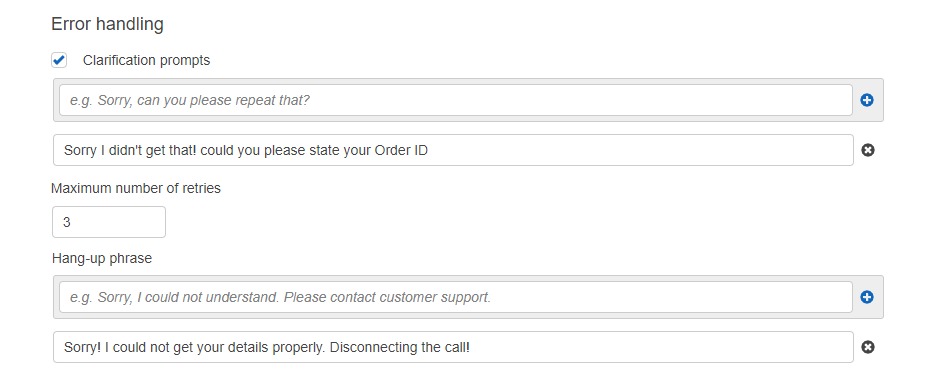 Error handling
Clarification prompts
e.g. Sorry, can you please repeat that?
Sorry I didn't get that! could you please state your Order ID
Maximum number of retries
3
Hang-up phrase
e.g. Sorry, I could not understand. Please contact customer support.
Sorry! I could not get your details properly. Disconnecting the call!